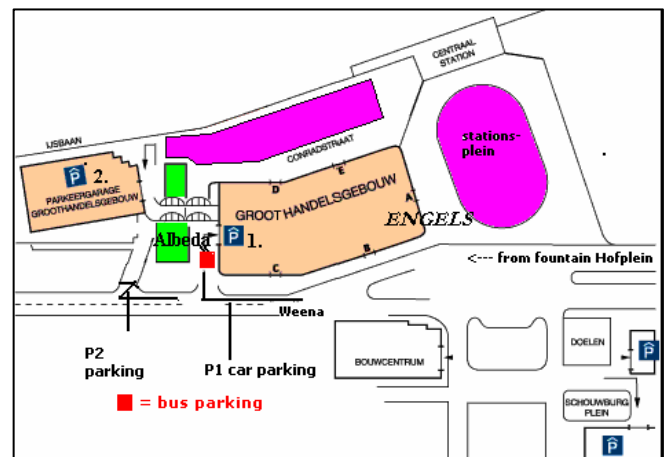 CENTRAAL
STATION
IJSBAAN
stations-
plein
CONRADSTRAAT
P 2.
PARKEERGARAGE
GROOTHANDELSGEBOUW
D
E
GROOTHANDELSGEBOUW
A
ENGELS
Albeda
P 1.
B
C
<--- from fountain Hofplein
Weena
P2
parking
P1 car parking
BOUWCENTRUM
DOELEN
P
= bus parking
SCHOUWBURG
PLEIN
P